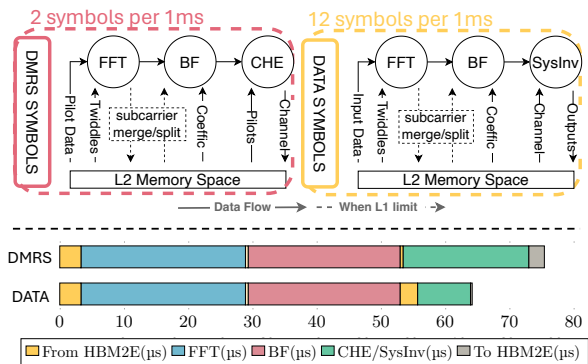 2 symbols per 1ms
12 symbols per 1ms
DMRS SYMBOLS
FFT
BF
CHE
Pilot Data
Twiddles
subcarrier
merge/split
Coeffic
Pilots
Channel
L2 Memory Space
DATA SYMBOLS
FFT
BF
SysInv
Input Data
Twiddles
subcarrier
merge/split
Coeffic
Channel
Outputs
L2 Memory Space
Data Flow
When L1 limit
DMRS
DATA
0 10 20 30 40 50 60 70 80
From HBM2E(µs) FFT(µs) BF(µs) CHE/SysInv(µs) To HBM2E(µs)